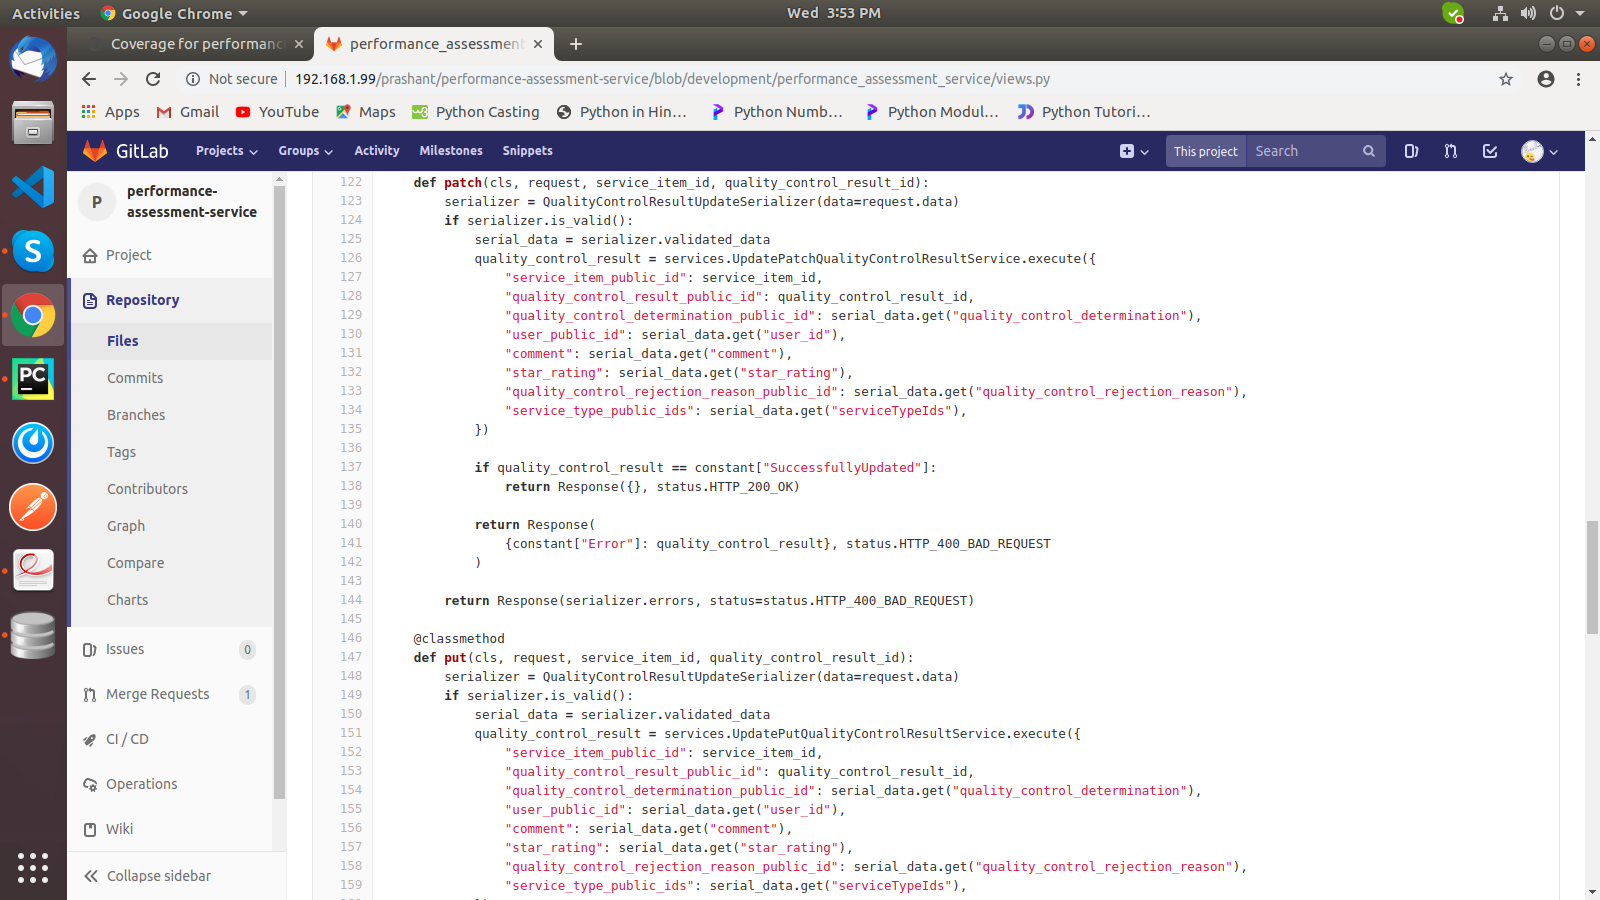 Activities
Google Chrome
Wed 3:53 PM
Coverage for performanc
performance_assessment
Not secure
192.168.1.99/prashant/performance-assessment-service/blob/development/performance_assessment_service/views.py
Apps
Gmail
YouTube
Maps
Python Casting
Python in Hin...
Python Numb...
Python Modul...
Python Tutori...
GitLab
Projects
Groups
Activity
Milestones
Snippets
This project
Search
P
performance-
assessment-service
Project
Repository
Files
Commits
Branches
Tags
Contributors
Graph
Compare
Charts
Issues 0
Merge Requests 1
CI / CD
Operations
Wiki
Collapse sidebar
122 def patch(cls, request, service_item_id, quality_control_result_id):
123 serializer = QualityControlResultUpdateSerializer(data=request.data)
124 if serializer.is_valid():
125 serial_data = serializer.validated_data
126 quality_control_result = services.UpdatePatchQualityControlResultService.execute({
127 "service_item_public_id": service_item_id,
128 "quality_control_result_public_id": quality_control_result_id,
129 "quality_control_determination_public_id": serial_data.get("quality_control_determination"),
130 "user_public_id": serial_data.get("user_id"),
131 "comment": serial_data.get("comment"),
132 "star_rating": serial_data.get("star_rating"),
133 "quality_control_rejection_reason_public_id": serial_data.get("quality_control_rejection_reason"),
134 "service_type_public_ids": serial_data.get("serviceTypeIds"),
135 })
136
137 if quality_control_result == constant["SuccessfullyUpdated"]:
138 return Response({}, status.HTTP_200_OK)
139
140 return Response(
141 {constant["Error"]: quality_control_result}, status.HTTP_400_BAD_REQUEST
142 )
143
144 return Response(serializer.errors, status=status.HTTP_400_BAD_REQUEST)
145
146 @classmethod
147 def put(cls, request, service_item_id, quality_control_result_id):
148 serializer = QualityControlResultUpdateSerializer(data=request.data)
149 if serializer.is_valid():
150 serial_data = serializer.validated_data
151 quality_control_result = services.UpdatePutQualityControlResultService.execute({
152 "service_item_public_id": service_item_id,
153 "quality_control_result_public_id": quality_control_result_id,
154 "quality_control_determination_public_id": serial_data.get("quality_control_determination"),
155 "user_public_id": serial_data.get("user_id"),
156 "comment": serial_data.get("comment"),
157 "star_rating": serial_data.get("star_rating"),
158 "quality_control_rejection_reason_public_id": serial_data.get("quality_control_rejection_reason"),
159 "service_type_public_ids": serial_data.get("serviceTypeIds"),